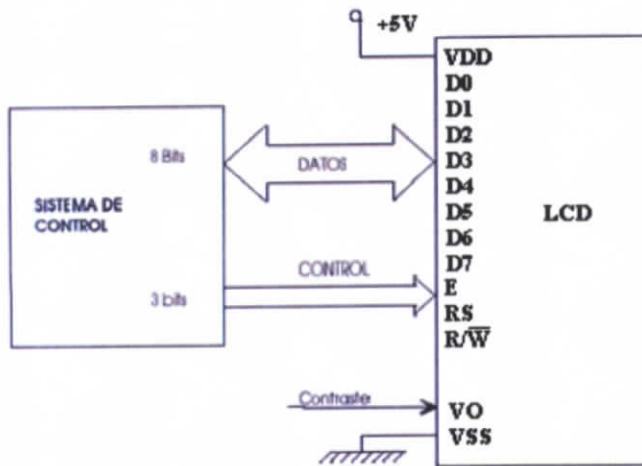 +5V
VDD
D0
D1
D2
D3
D4
D5
D6
D7
E
RS
R/W̅
VO
VSS
LCD
8 Bits
DATOS
SISTEMA DE
CONTROL
CONTROL
3 bits
Contraste